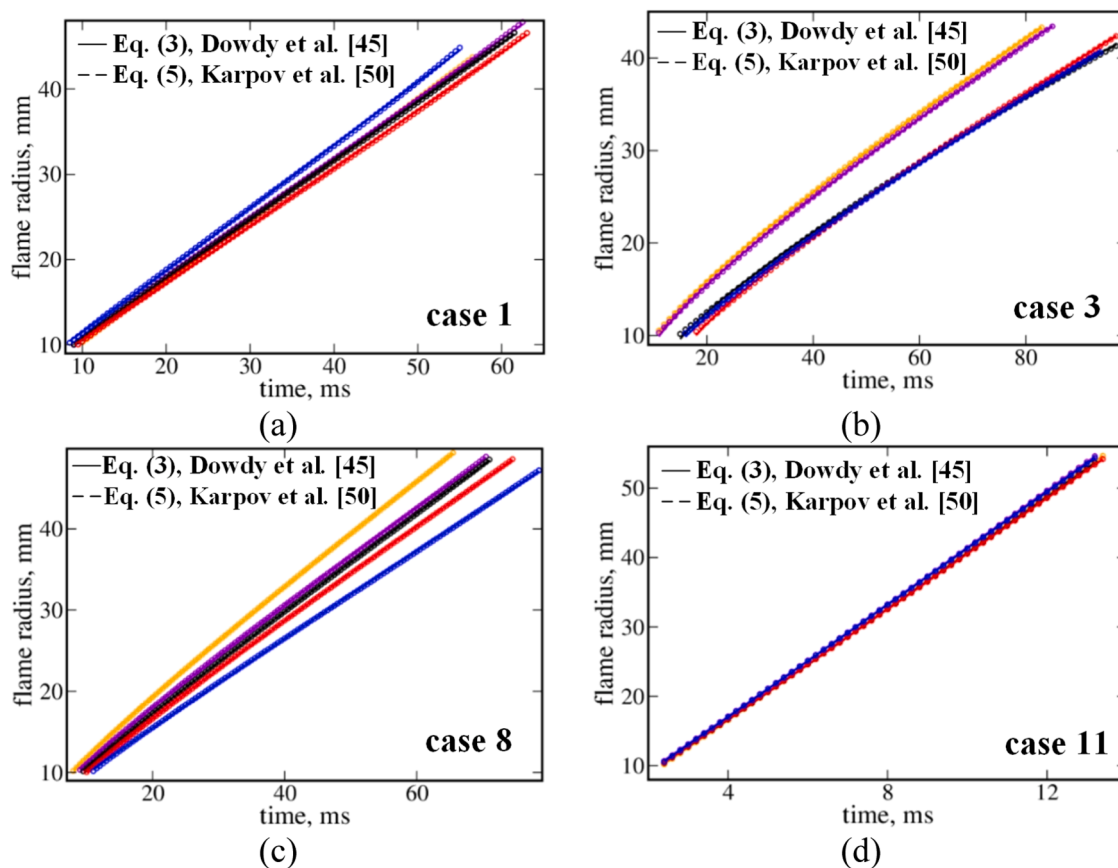 Eq. (3), Dowdy et al. [45]
Eq. (5), Karpov et al. [50]
40
30
20
10
flame radius, mm
case 1
10 20 30 40 50 60
time, ms
(a)
Eq. (3), Dowdy et al. [45]
Eq. (5), Karpov et al. [50]
40
30
20
10
flame radius, mm
case 3
20 40 60 80
time, ms
(b)
Eq. (3), Dowdy et al. [45]
Eq. (5), Karpov et al. [50]
40
30
20
10
flame radius, mm
case 8
20 40 60
time, ms
(c)
Eq. (3), Dowdy et al. [45]
Eq. (5), Karpov et al. [50]
50
40
30
20
10
flame radius, mm
case 11
4 8 12
time, ms
(d)